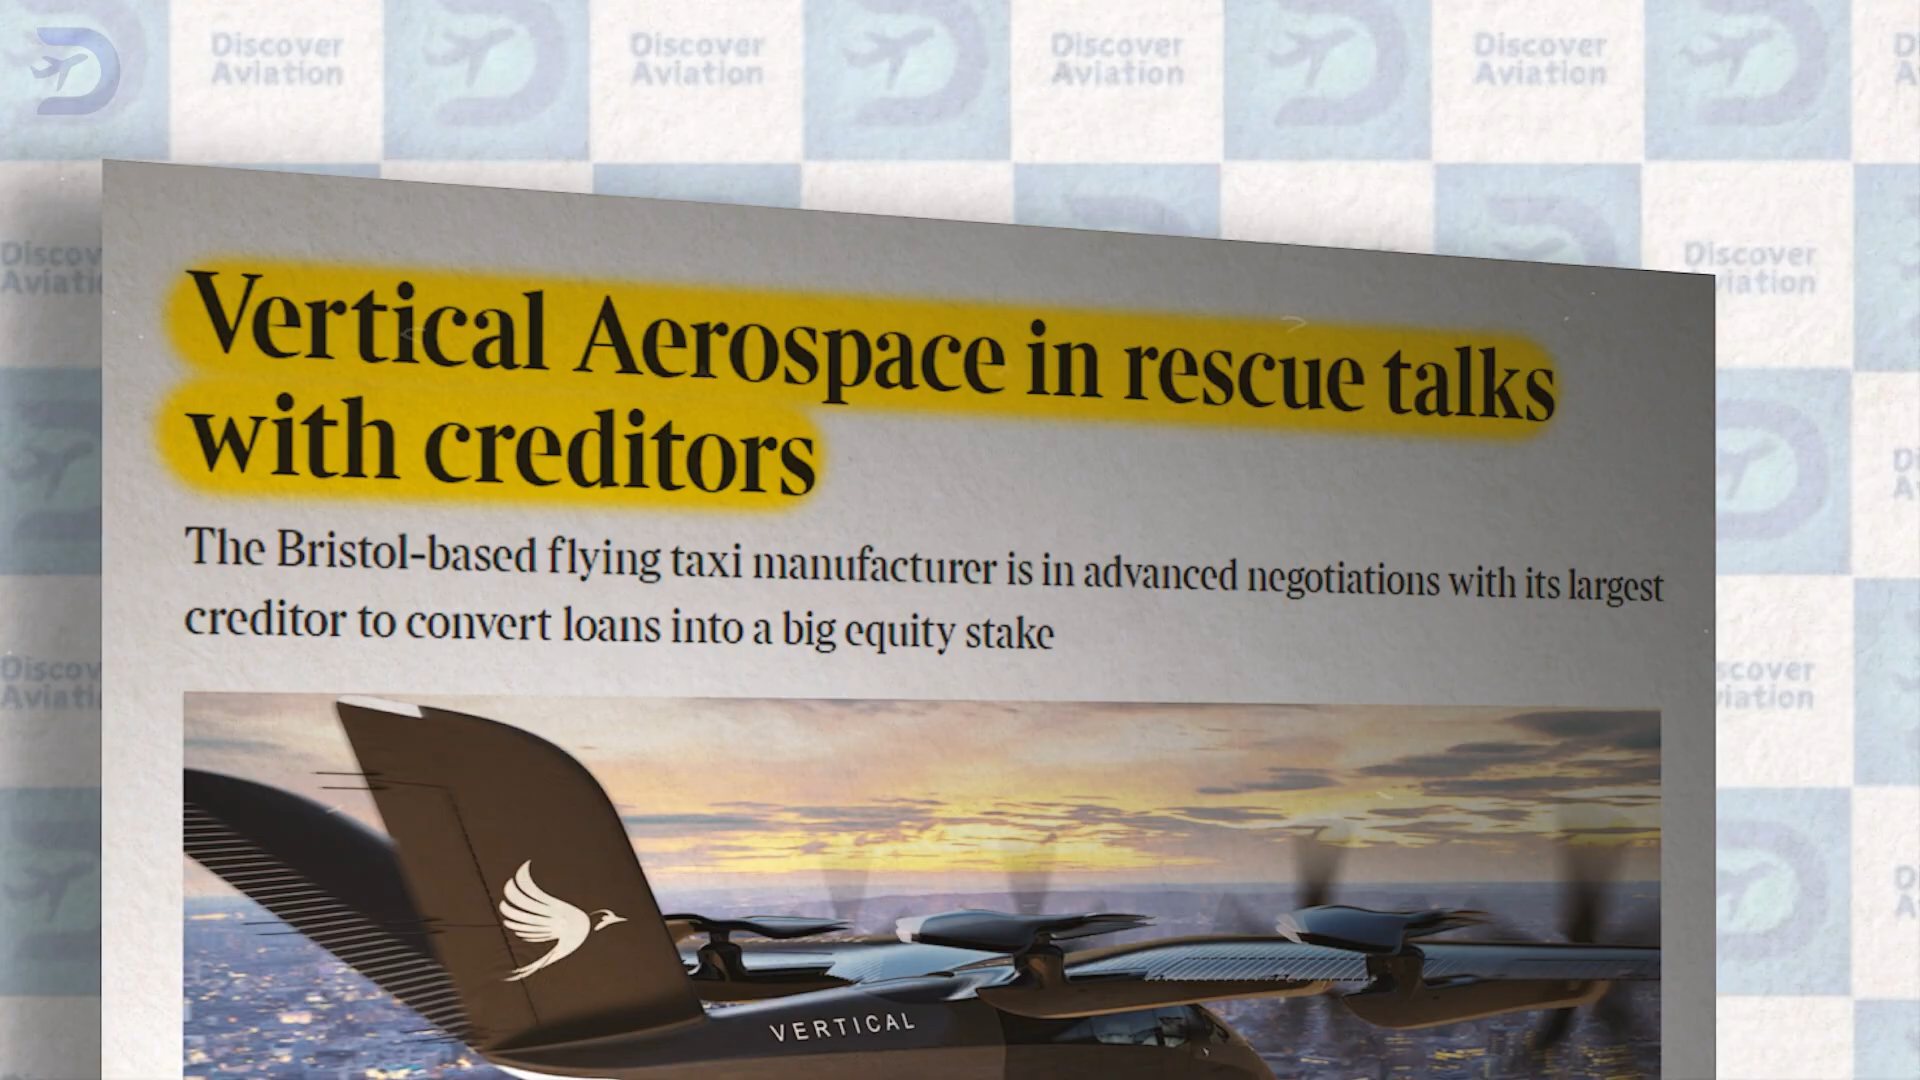 Discover
Aviation
Discover
Aviation
Discover
Aviation
Discover
Aviation
Vertical Aerospace in rescue talks
with creditors
The Bristol-based flying taxi manufacturer is in advanced negotiations with its largest
creditor to convert loans into a big equity stake
VERTICAL
Discover